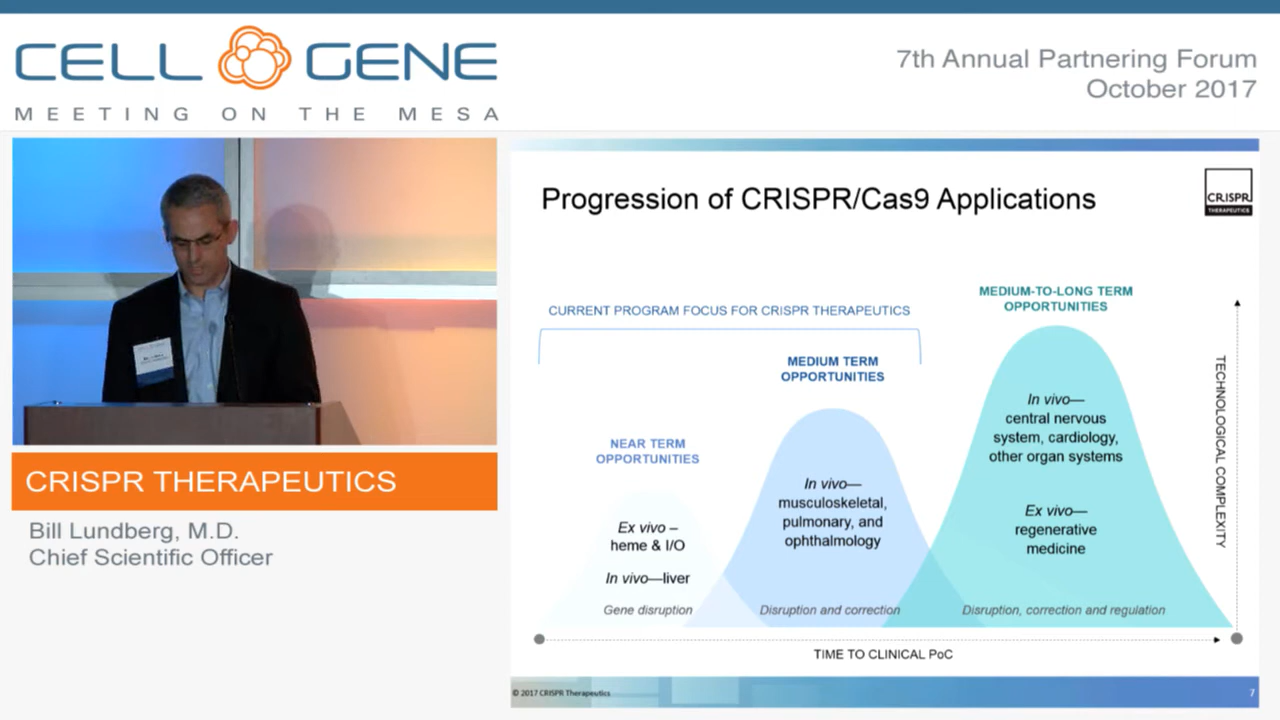 CELL GENE
MEETING ON THE MESA
7th Annual Partnering Forum
October 2017
CRISPR THERAPEUTICS
Bill Lundberg, M.D.
Chief Scientific Officer
Progression of CRISPR/Cas9 Applications
CRISPR
THERAPEUTICS
CURRENT PROGRAM FOCUS FOR CRISPR THERAPEUTICS
NEAR TERM
OPPORTUNITIES
Ex vivo –
heme & I/O
In vivo—liver
Gene disruption
MEDIUM TERM
OPPORTUNITIES
In vivo—
musculoskeletal,
pulmonary, and
ophthalmology
Disruption and correction
MEDIUM-TO-LONG TERM
OPPORTUNITIES
In vivo—
central nervous
system, cardiology,
other organ systems
Ex vivo—
regenerative
medicine
Disruption, correction and regulation
TECHNOLOGICAL COMPLEXITY
TIME TO CLINICAL PoC
© 2017 CRISPR Therapeutics
7